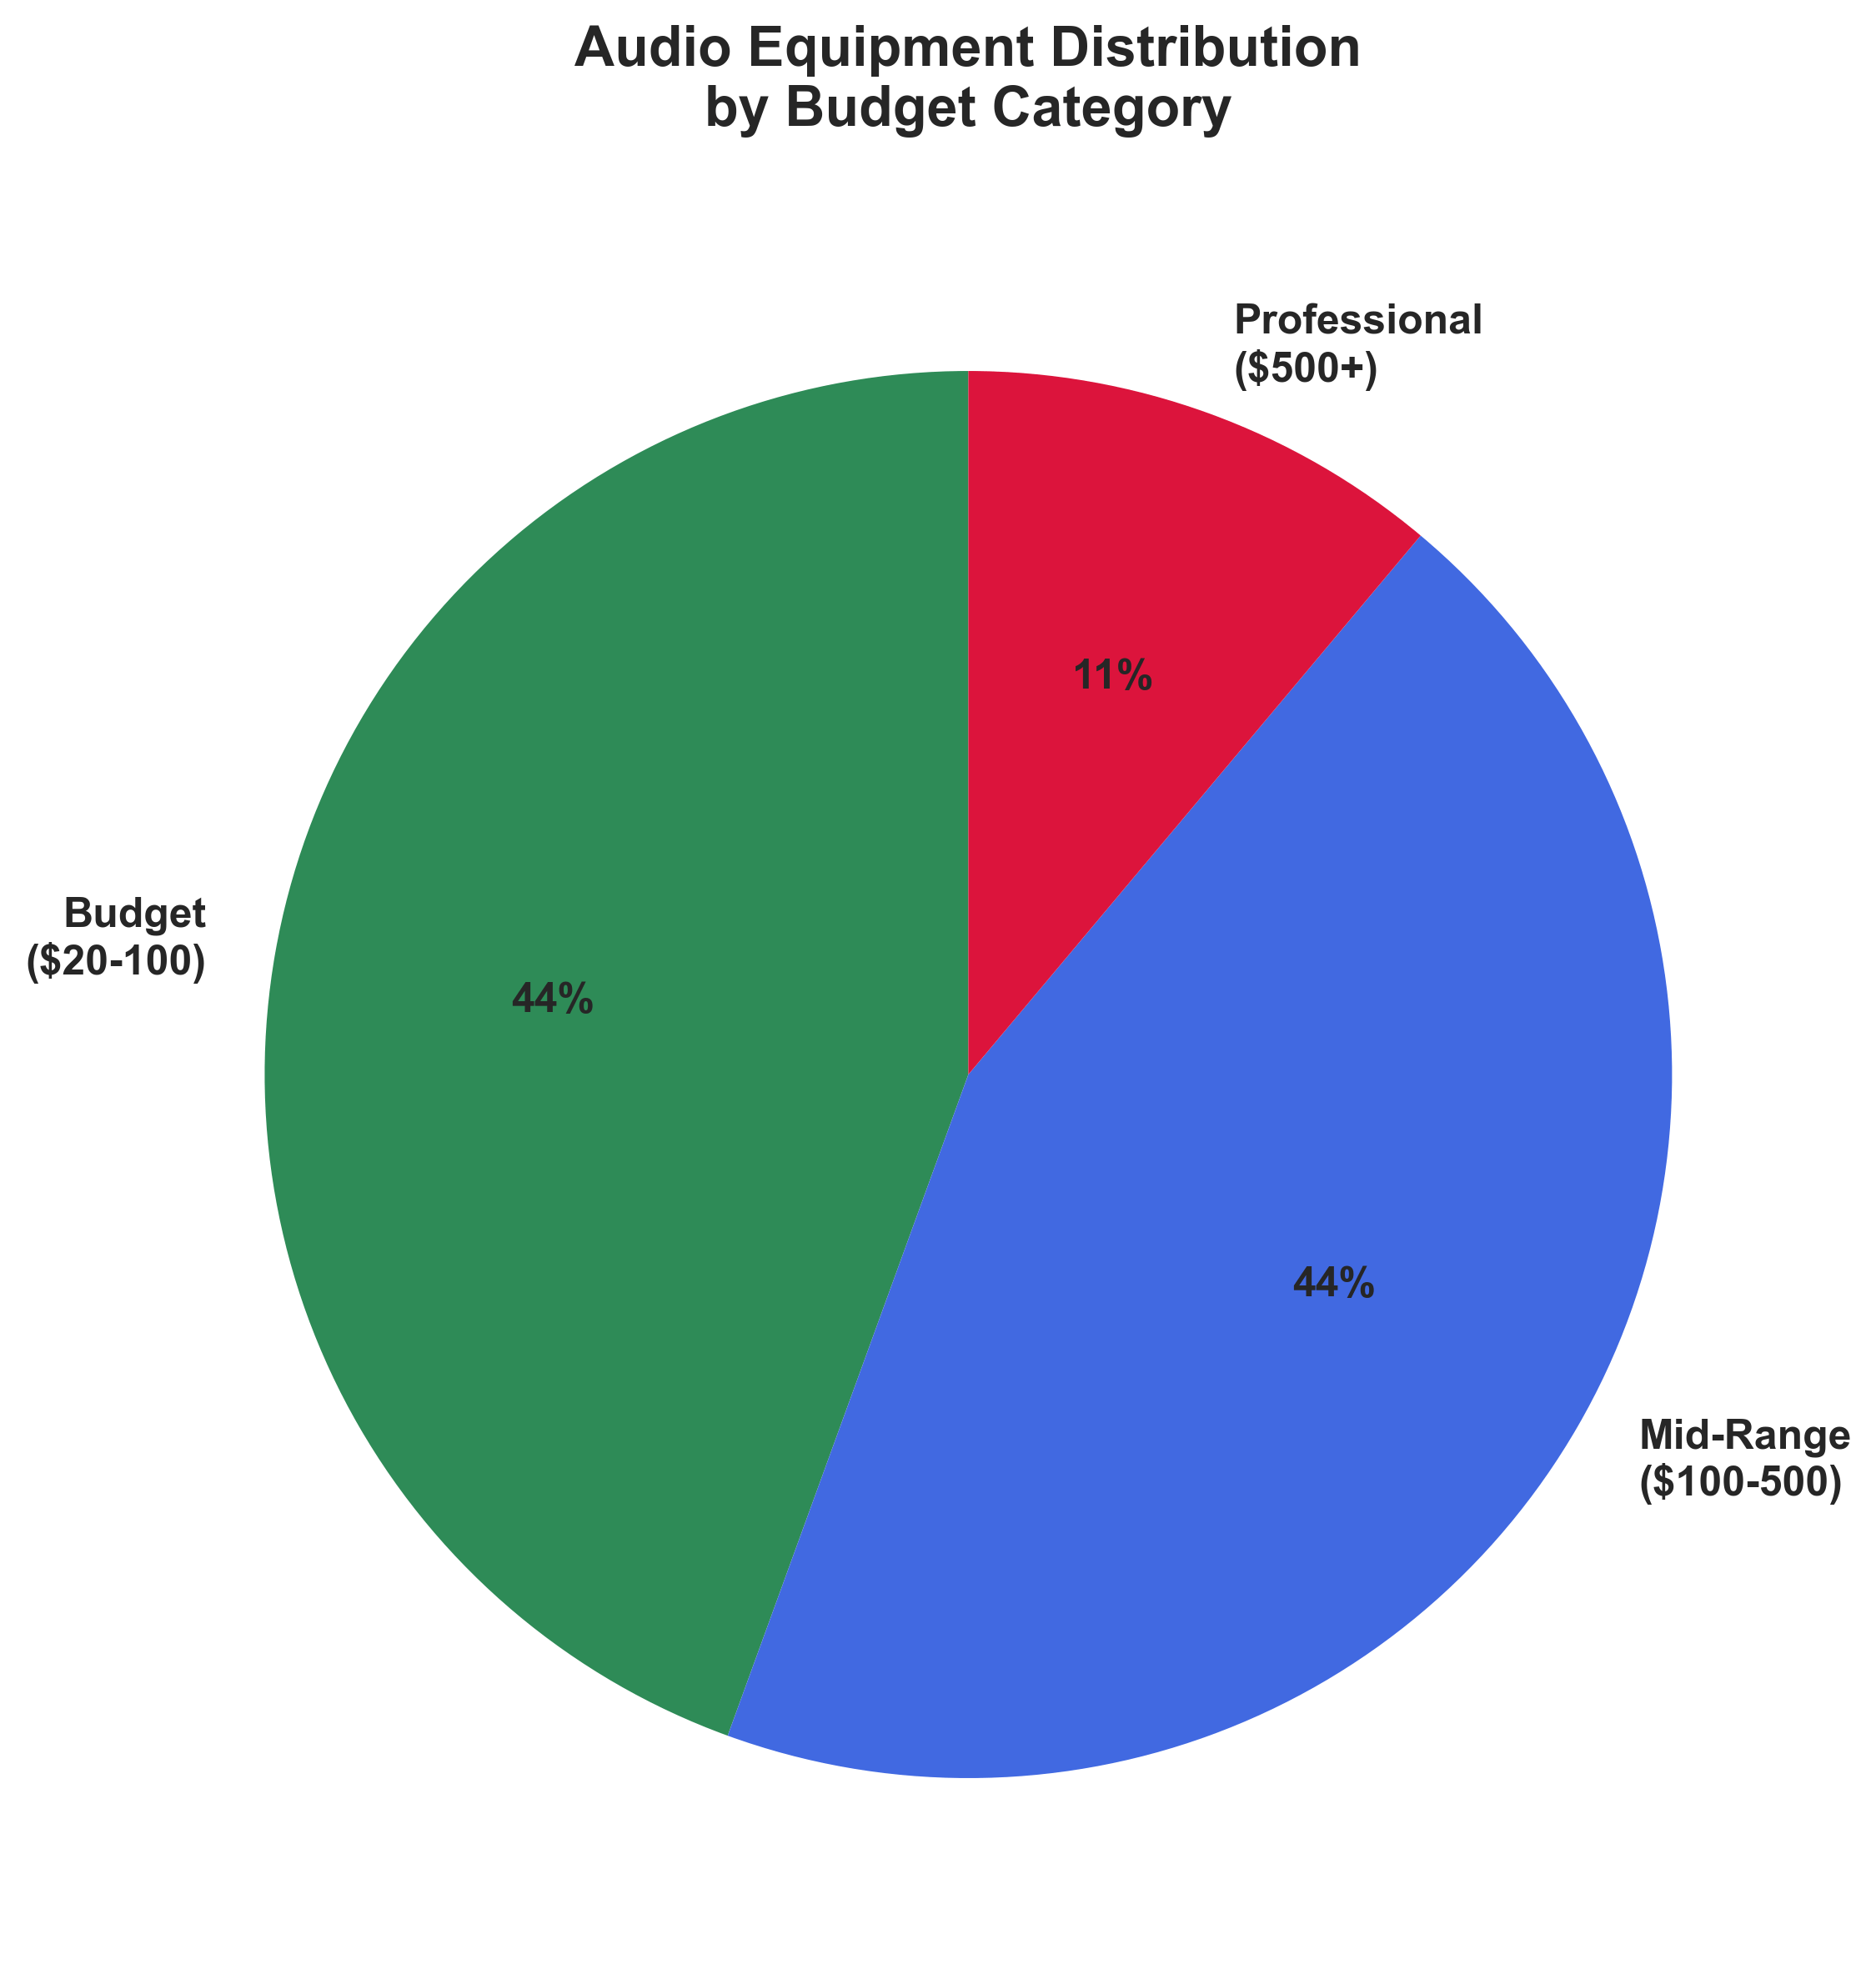 Audio Equipment Distribution
by Budget Category
Professional
($500+)
11%
Budget
($20-100)
44%
44%
Mid-Range
($100-500)